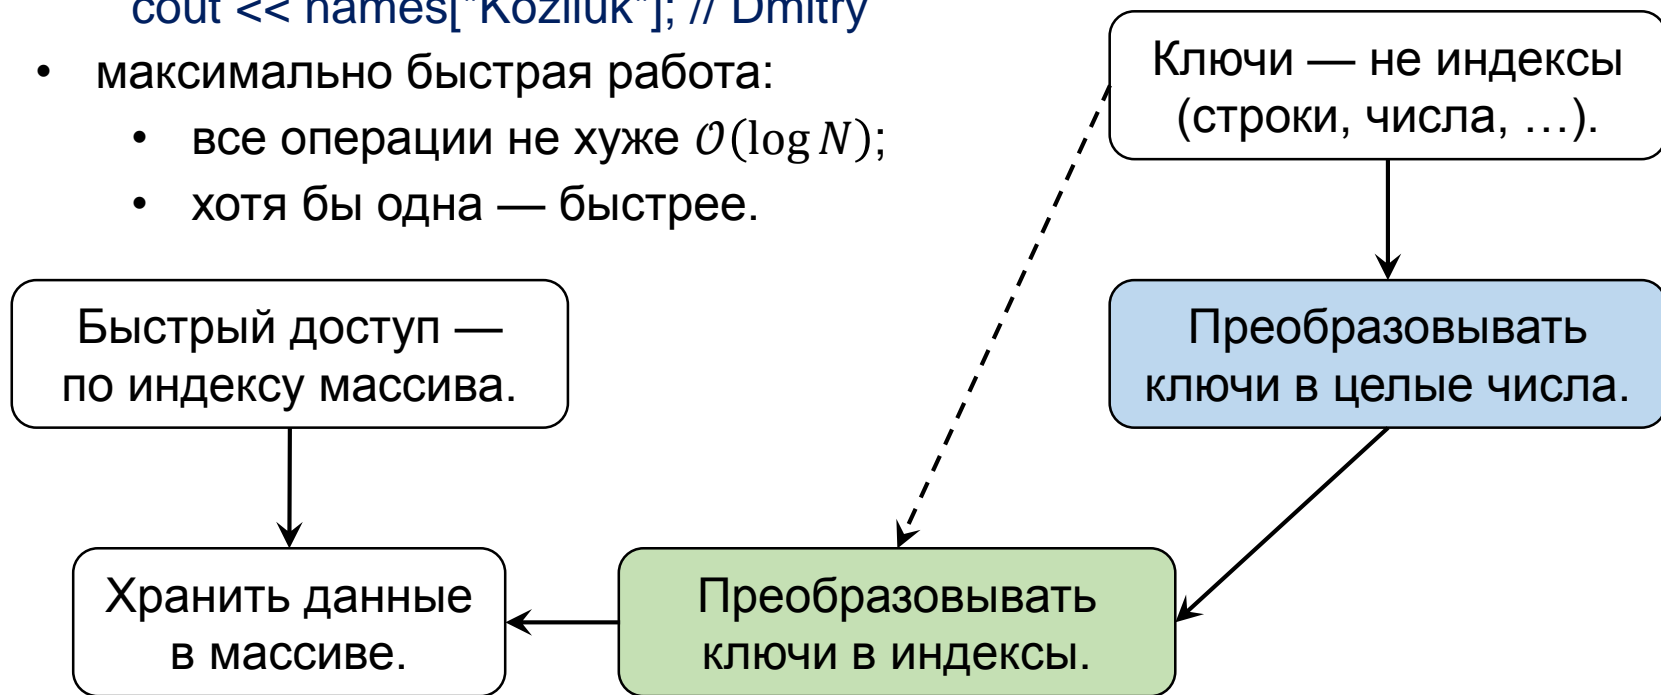 cout << names["Kozliuk"]; // Dmitry
• максимально быстрая работа:
• все операции не хуже 𝒪(log N);
• хотя бы одна — быстрее.
Ключи — не индексы
(строки, числа, …).
Быстрый доступ —
по индексу массива.
Преобразовывать
ключи в целые числа.
Хранить данные
в массиве.
Преобразовывать
ключи в индексы.